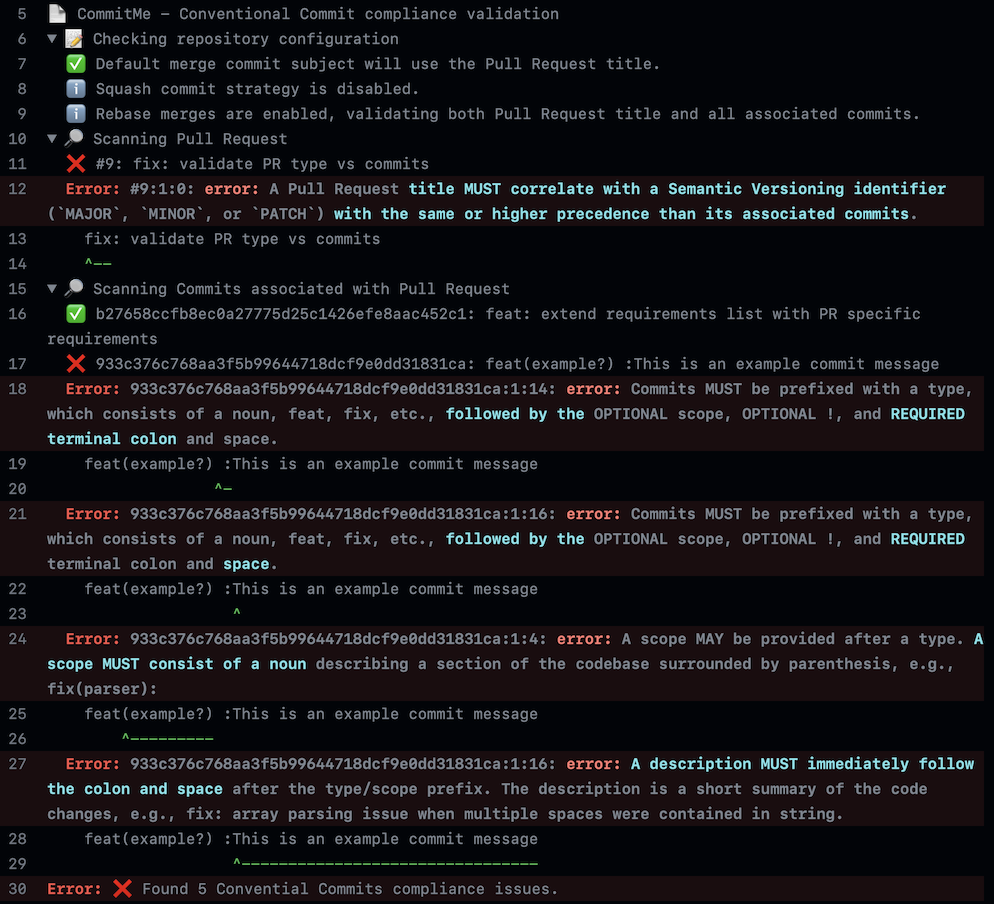 5 📄 CommitMe – Conventional Commit compliance validation
6 ▼ 📝 Checking repository configuration
7 ✅ Default merge commit subject will use the Pull Request title.
8 ℹ️ Squash commit strategy is disabled.
9 ℹ️ Rebase merges are enabled, validating both Pull Request title and all associated commits.
10 ▼ 🔎 Scanning Pull Request
11 ❌ #9: fix: validate PR type vs commits
12 Error: #9:1:0: error: A Pull Request title MUST correlate with a Semantic Versioning identifier
(`MAJOR`, `MINOR`, or `PATCH`) with the same or higher precedence than its associated commits.
13 fix: validate PR type vs commits
14 ^~~
15 ▼ 🔎 Scanning Commits associated with Pull Request
16 ✅ b27658ccfb8ec0a27775d25c1426efe8aac452c1: feat: extend requirements list with PR specific
requirements
17 ❌ 933c376c768aa3f5b99644718dcf9e0dd31831ca: feat(example?) :This is an example commit message
18 Error: 933c376c768aa3f5b99644718dcf9e0dd31831ca:1:14: error: Commits MUST be prefixed with a type,
which consists of a noun, feat, fix, etc., followed by the OPTIONAL scope, OPTIONAL !, and REQUIRED
terminal colon and space.
19 feat(example?) :This is an example commit message
20 ^~
21 Error: 933c376c768aa3f5b99644718dcf9e0dd31831ca:1:16: error: Commits MUST be prefixed with a type,
which consists of a noun, feat, fix, etc., followed by the OPTIONAL scope, OPTIONAL !, and REQUIRED
terminal colon and space.
22 feat(example?) :This is an example commit message
23 ^
24 Error: 933c376c768aa3f5b99644718dcf9e0dd31831ca:1:4: error: A scope MAY be provided after a type. A
scope MUST consist of a noun describing a section of the codebase surrounded by parenthesis, e.g.,
fix(parser):
25 feat(example?) :This is an example commit message
26 ^~~~~~~~~~
27 Error: 933c376c768aa3f5b99644718dcf9e0dd31831ca:1:16: error: A description MUST immediately follow
the colon and space after the type/scope prefix. The description is a short summary of the code
changes, e.g., fix: array parsing issue when multiple spaces were contained in string.
28 feat(example?) :This is an example commit message
29 ^~~~~~~~~~~~~~~~~~~~~~~~~~~~~~~~~
30 Error: ❌ Found 5 Convential Commits compliance issues.